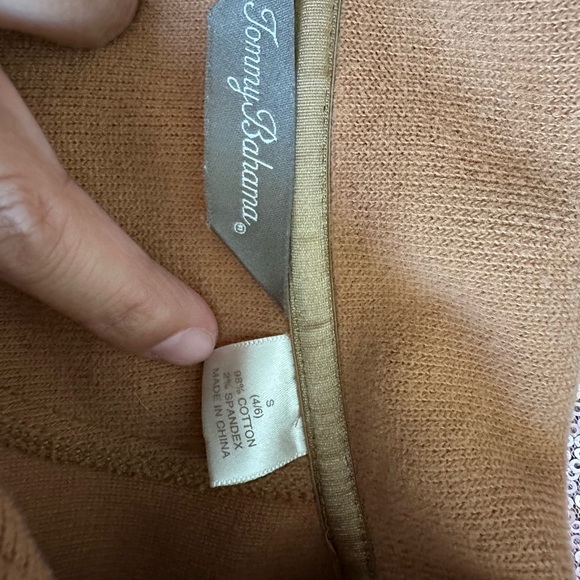 Tommy Bahama®
S
(4/6)
98% COTTON
2% SPANDEX
MADE IN CHINA